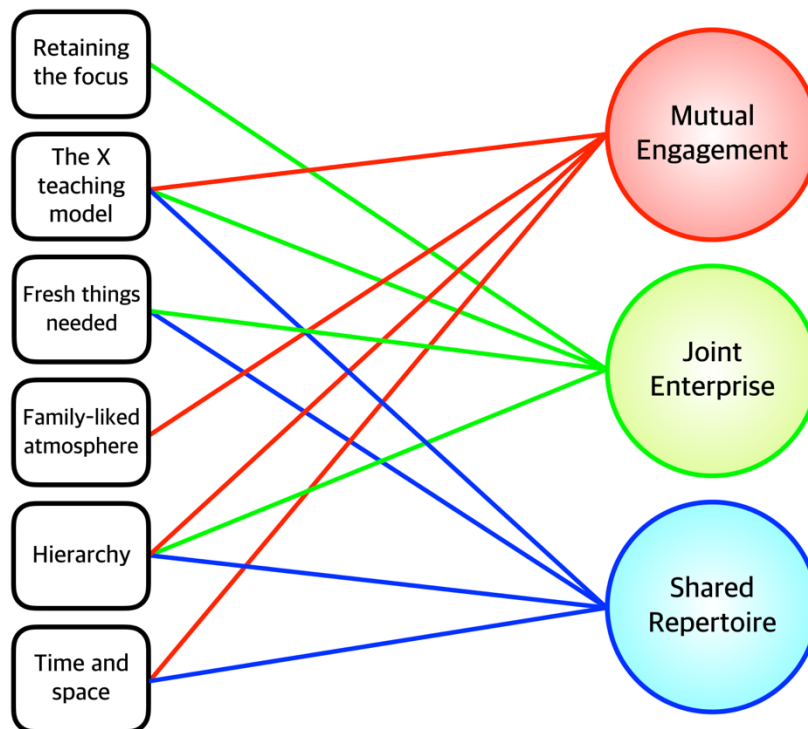 Retaining
the focus
The X
teaching
model
Fresh things
needed
Family-liked
atmosphere
Hierarchy
Time and
space
Mutual
Engagement
Joint
Enterprise
Shared
Repertoire